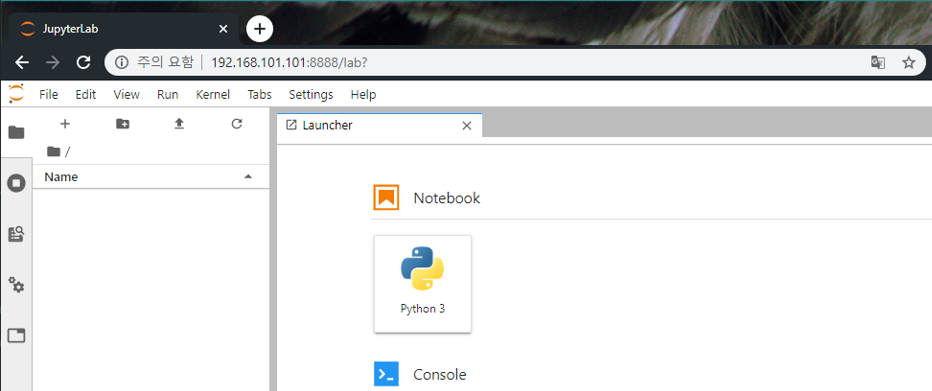 JupyterLab
주의 요함 192.168.101.101:8888/lab?
File Edit View Run Kernel Tabs Settings Help
Launcher
/
Name
Notebook
Python 3
Console